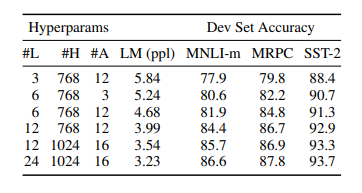 Hyperparams Dev Set Accuracy
#L #H #A LM (ppl) MNLI-m MRPC SST-2
3 768 12 5.84 77.9 79.8 88.4
6 768 3 5.24 80.6 82.2 90.7
6 768 12 4.68 81.9 84.8 91.3
12 768 12 3.99 84.4 86.7 92.9
12 1024 16 3.54 85.7 86.9 93.3
24 1024 16 3.23 86.6 87.8 93.7